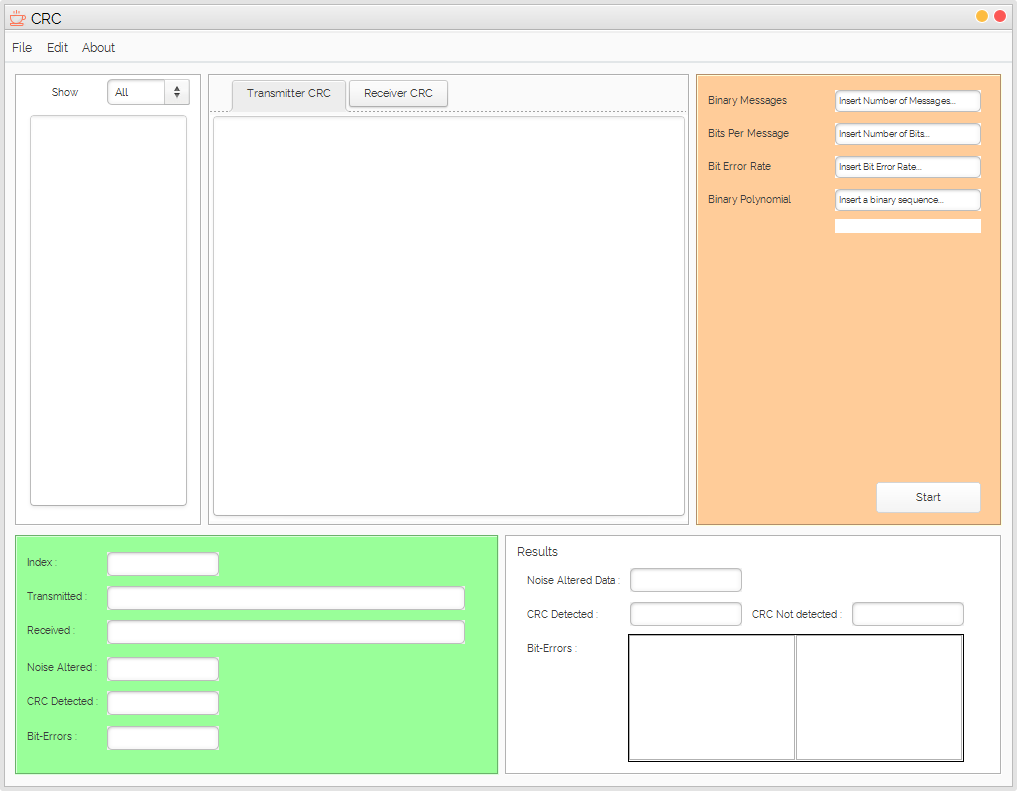 CRC
File Edit About
Show All
Transmitter CRC Receiver CRC
Binary Messages Insert Number of Messages...
Bits Per Message Insert Number of Bits...
Bit Error Rate Insert Bit Error Rate...
Binary Polynomial Insert a binary sequence...
Start
Index :
Transmitted :
Received :
Noise Altered :
CRC Detected :
Bit-Errors :
Results
Noise Altered Data :
CRC Detected : CRC Not detected :
Bit-Errors :